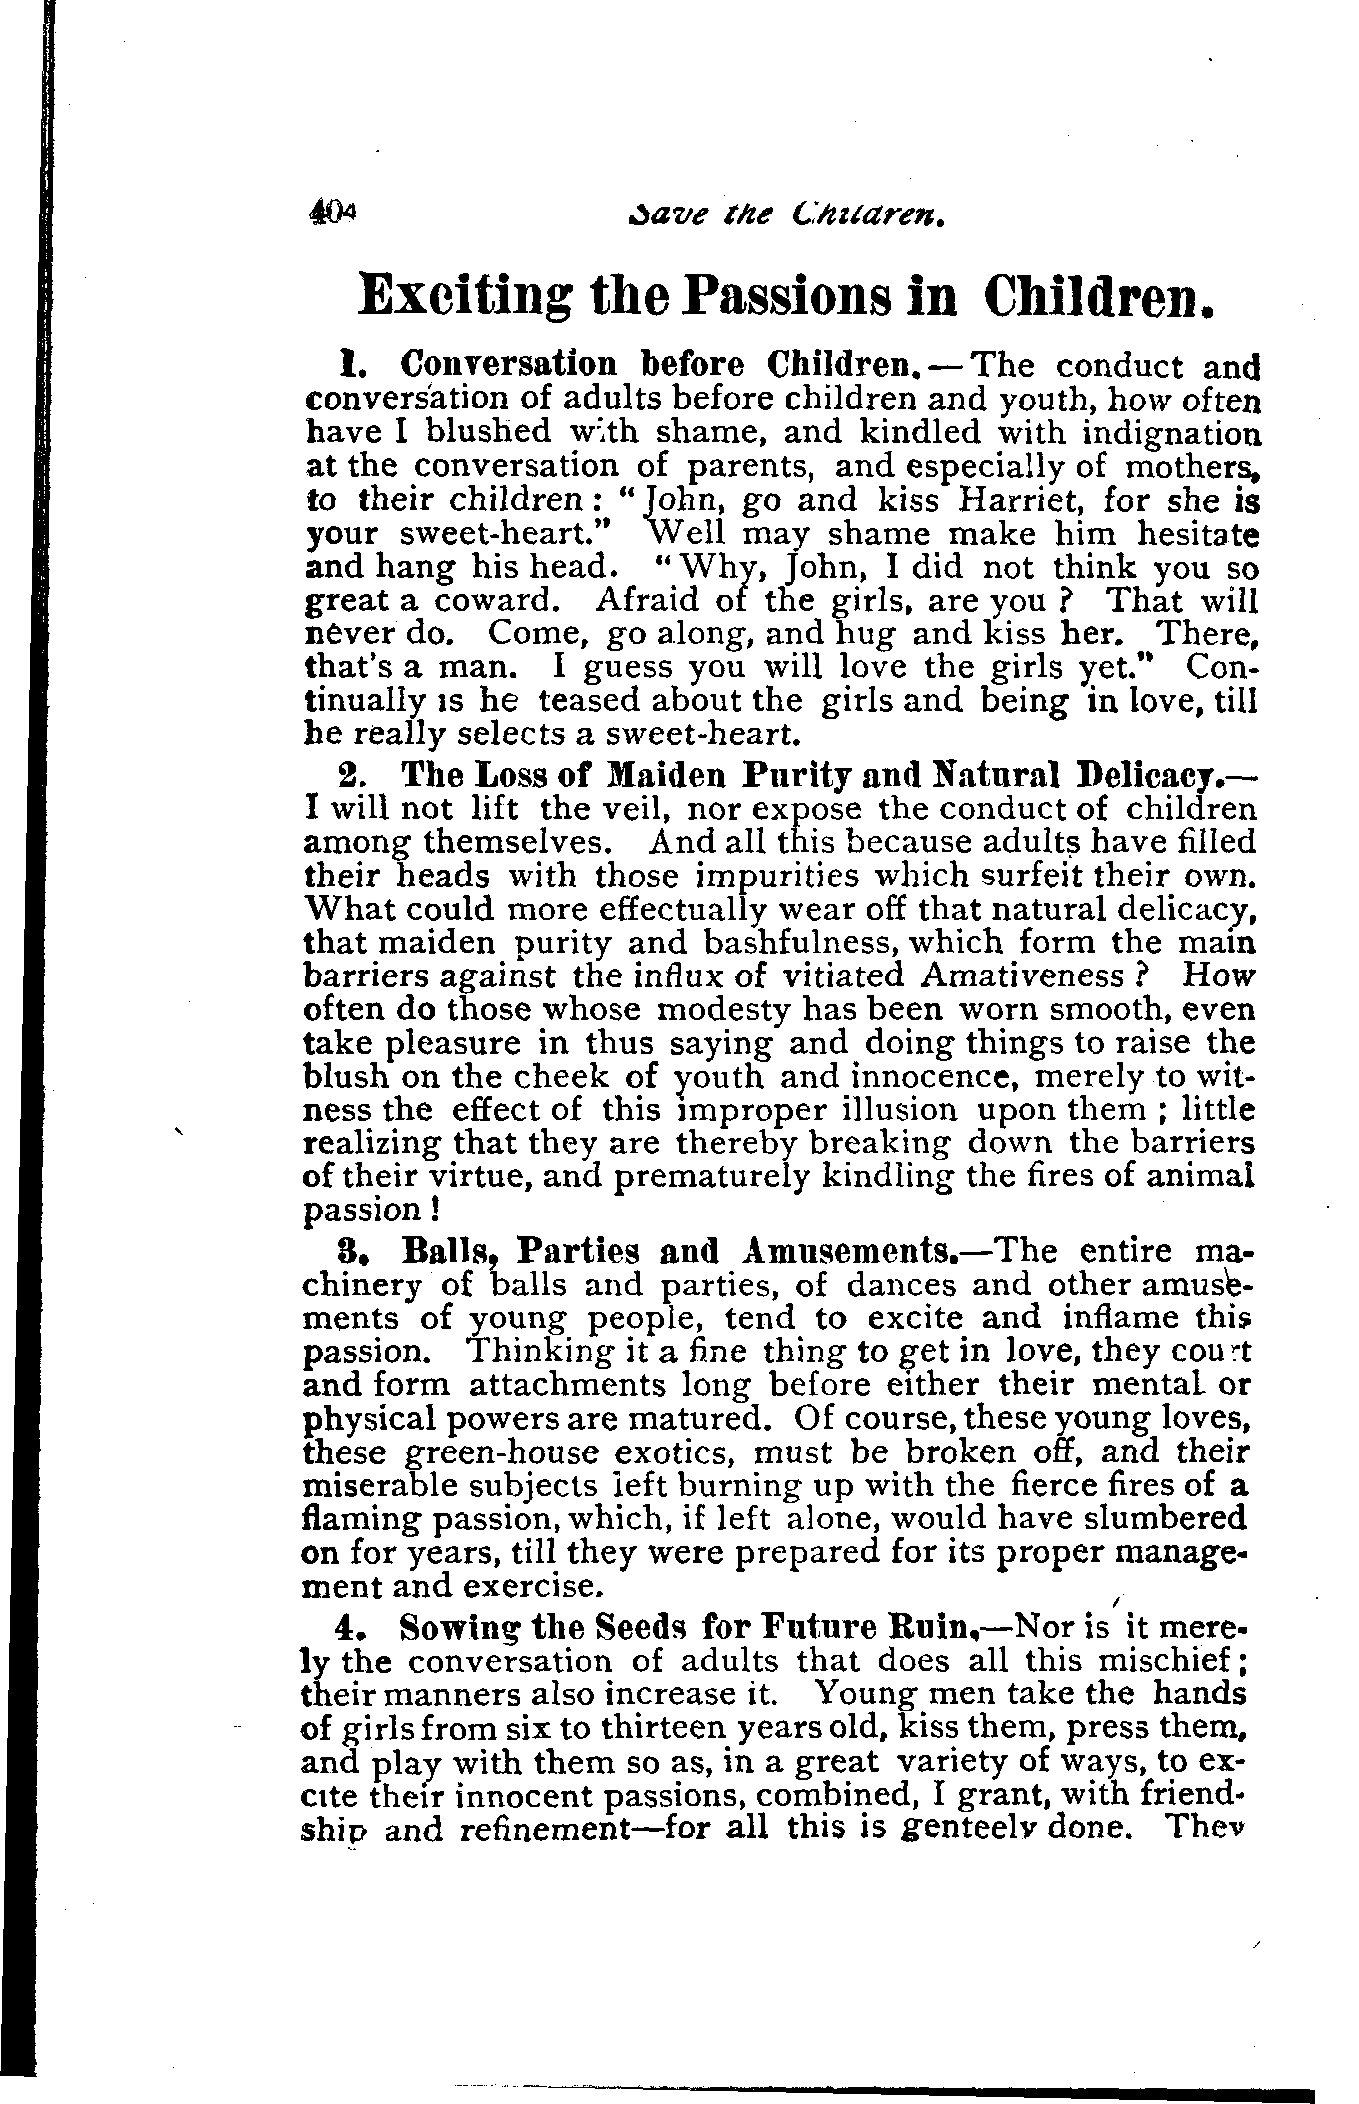 404 Save the Children.
Exciting the Passions in Children.
1. Conversation before Children.—The conduct and
conversation of adults before children and youth, how often
have I blushed with shame, and kindled with indignation
at the conversation of parents, and especially of mothers,
to their children: "John, go and kiss Harriet, for she is
your sweet-heart." Well may shame make him hesitate
and hang his head. "Why, John, I did not think you so
great a coward. Afraid of the girls, are you? That will
never do. Come, go along, and hug and kiss her. There,
that's a man. I guess you will love the girls yet." Con-
tinually is he teased about the girls and being in love, till
he really selects a sweet-heart.
2. The Loss of Maiden Purity and Natural Delicacy.—
I will not lift the veil, nor expose the conduct of children
among themselves. And all this because adults have filled
their heads with those impurities which surfeit their own.
What could more effectually wear off that natural delicacy,
that maiden purity and bashfulness, which form the main
barriers against the influx of vitiated Amativeness? How
often do those whose modesty has been worn smooth, even
take pleasure in thus saying and doing things to raise the
blush on the cheek of youth and innocence, merely to wit-
ness the effect of this improper illusion upon them; little
realizing that they are thereby breaking down the barriers
of their virtue, and prematurely kindling the fires of animal
passion!
3. Balls, Parties and Amusements.—The entire ma-
chinery of balls and parties, of dances and other amuse-
ments of young people, tend to excite and inflame this
passion. Thinking it a fine thing to get in love, they court
and form attachments long before either their mental or
physical powers are matured. Of course, these young loves,
these green-house exotics, must be broken off, and their
miserable subjects left burning up with the fierce fires of a
flaming passion, which, if left alone, would have slumbered
on for years, till they were prepared for its proper manage-
ment and exercise.
4. Sowing the Seeds for Future Ruin.—Nor is it mere-
ly the conversation of adults that does all this mischief;
their manners also increase it. Young men take the hands
of girls from six to thirteen years old, kiss them, press them,
and play with them so as, in a great variety of ways, to ex-
cite their innocent passions, combined, I grant, with friend-
ship and refinement—for all this is genteely done. They